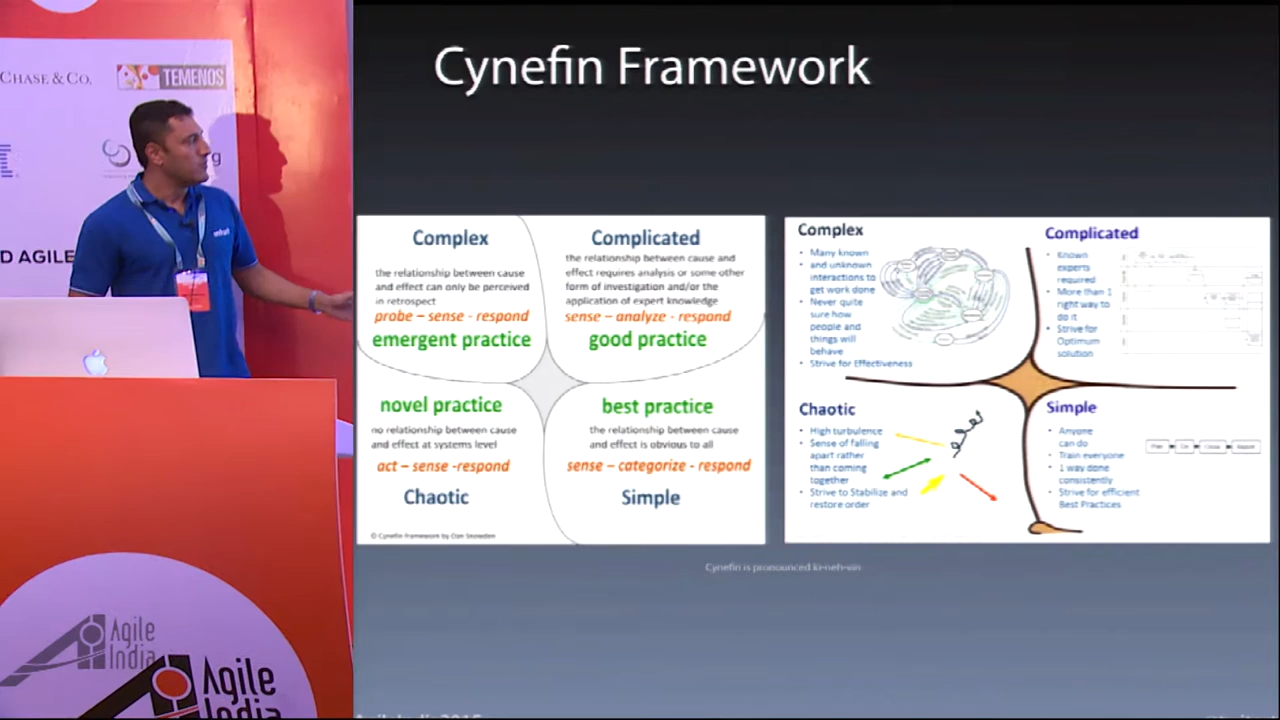 CHASE & CO.
TEMENOS
D AGILE
Agile
India
Agile
India
Cynefin Framework
Complex
the relationship between cause
and effect can only be perceived
in retrospect
probe – sense - respond
emergent practice
Complicated
the relationship between cause and
effect requires analysis or some other
form of investigation and/or the
application of expert knowledge
sense – analyze - respond
good practice
novel practice
no relationship between cause
and effect at systems level
act – sense -respond
Chaotic
best practice
the relationship between cause
and effect is obvious to all
sense – categorize - respond
Simple
© Cynefin framework by Dan Snowden
Complex
• Many known
• and unknown
interactions to
get work done
• Never quite
sure how
people and
things will
behave
• Strive for Effectiveness
Complicated
• Known
experts
required
• More than 1
right way to
do it
• Strive for
Optimum
solution
Chaotic
• High turbulence
• Sense of falling
apart rather
than coming
together
• Strive to Stabilize and
restore order
Simple
• Anyone
can do
• Train everyone
• 1 way done
consistently
• Strive for efficient
Best Practices
Cynefin is pronounced ki-neh-vin